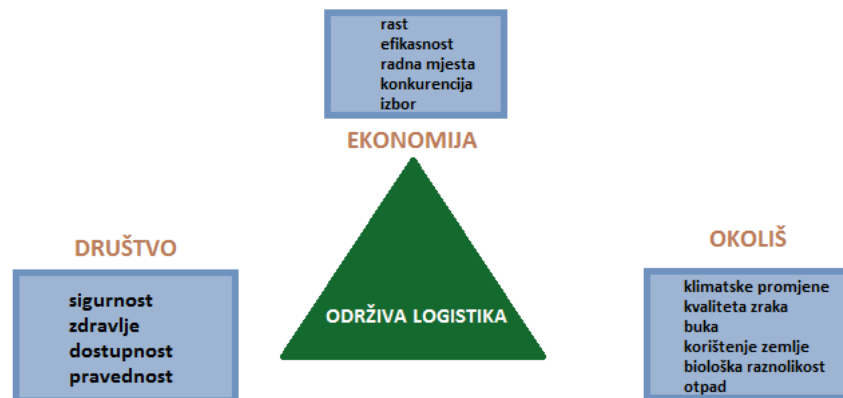 rast
efikasnost
radna mjesta
konkurencija
izbor
EKONOMIJA
DRUŠTVO
sigurnost
zdravlje
dostupnost
pravednost
ODRŽIVA LOGISTIKA
OKOLIŠ
klimatske promjene
kvaliteta zraka
buka
korištenje zemlje
biološka raznolikost
otpad